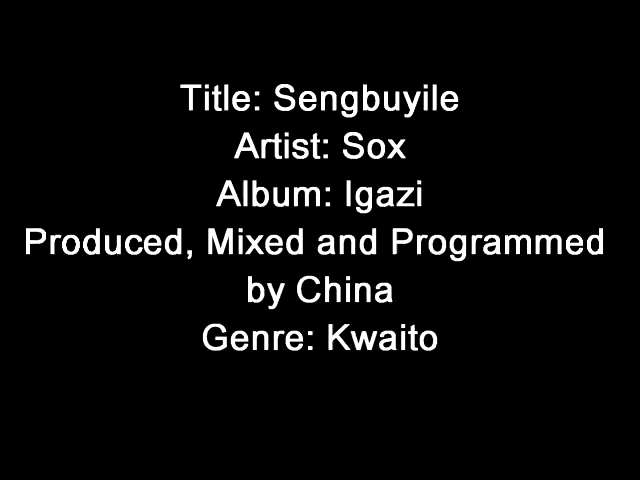 Title: Sengbuyile
Artist: Sox
Album: Igazi
Produced, Mixed and Programmed
by China
Genre: Kwaito